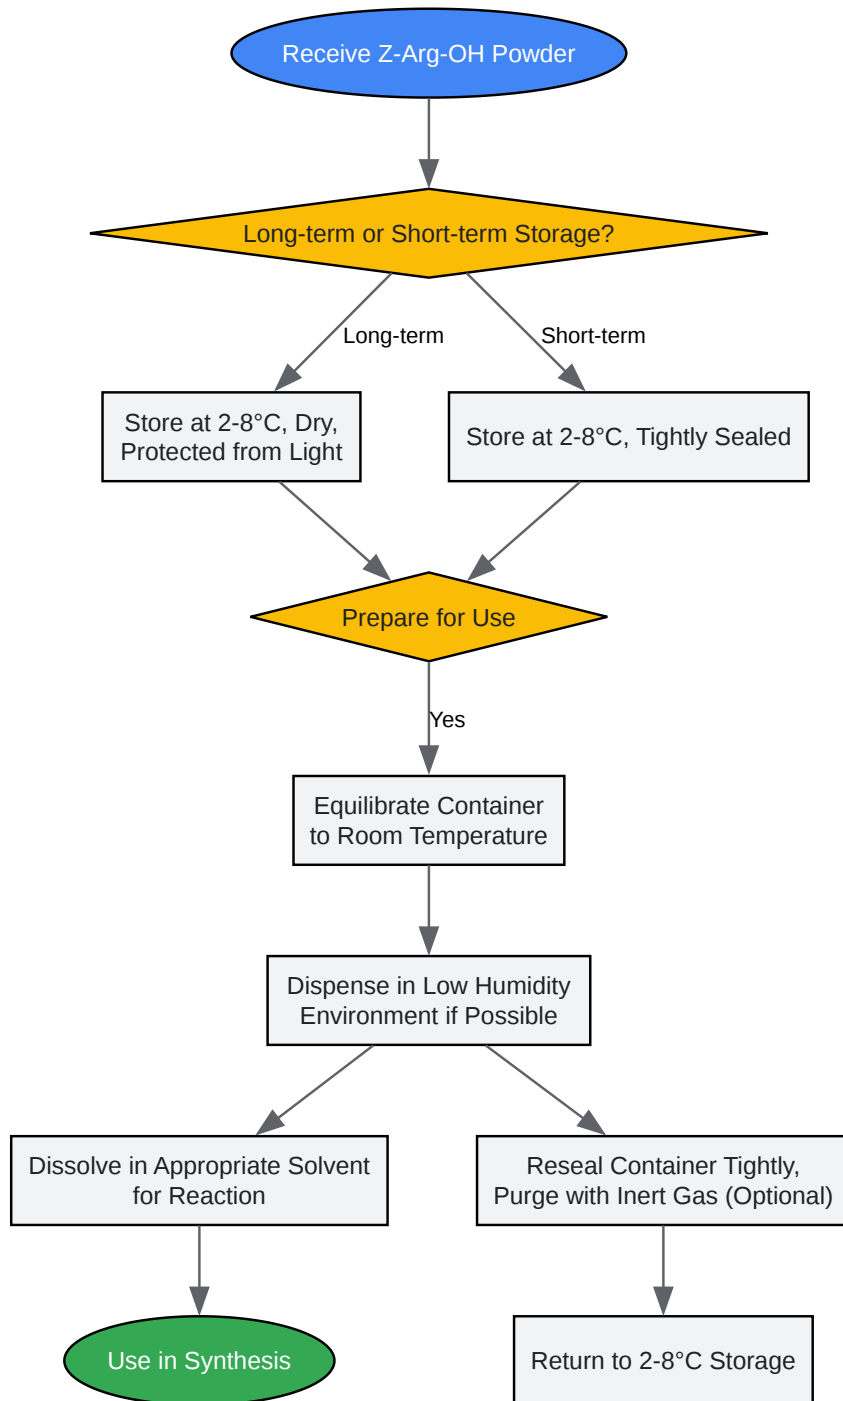 Receive Z-Arg-OH Powder
Long-term or Short-term Storage?
Long-term
Short-term
Store at 2-8°C, Dry,
Protected from Light
Store at 2-8°C, Tightly Sealed
Prepare for Use
Yes
Equilibrate Container
to Room Temperature
Dispense in Low Humidity
Environment if Possible
Dissolve in Appropriate Solvent
for Reaction
Reseal Container Tightly,
Purge with Inert Gas (Optional)
Use in Synthesis
Return to 2-8°C Storage